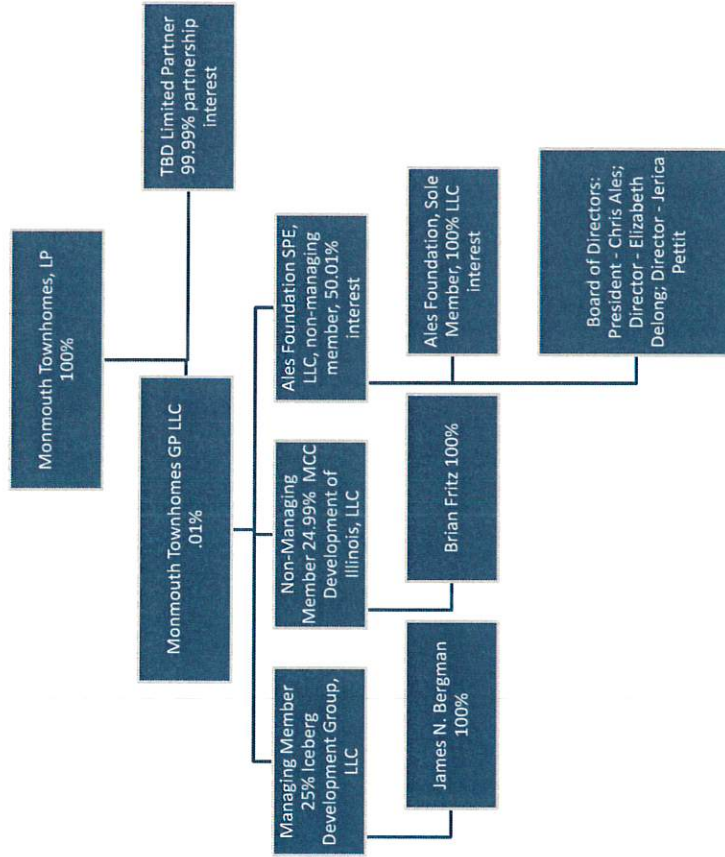 Monmouth Townhomes, LP
100%
Monmouth Townhomes GP LLC
.01%
TBD Limited Partner
99.99% partnership
interest
Managing Member
25% Iceberg
Development Group,
LLC
Non-Managing
Member 24.99% MCC
Development of
Illinois, LLC
Ales Foundation SPE,
LLC, non-managing
member, 50.01%
interest
James N. Bergman
100%
Brian Fritz 100%
Ales Foundation, Sole
Member, 100% LLC
interest
Board of Directors:
President - Chris Ales;
Director - Elizabeth
Delong; Director - Jerica
Pettit